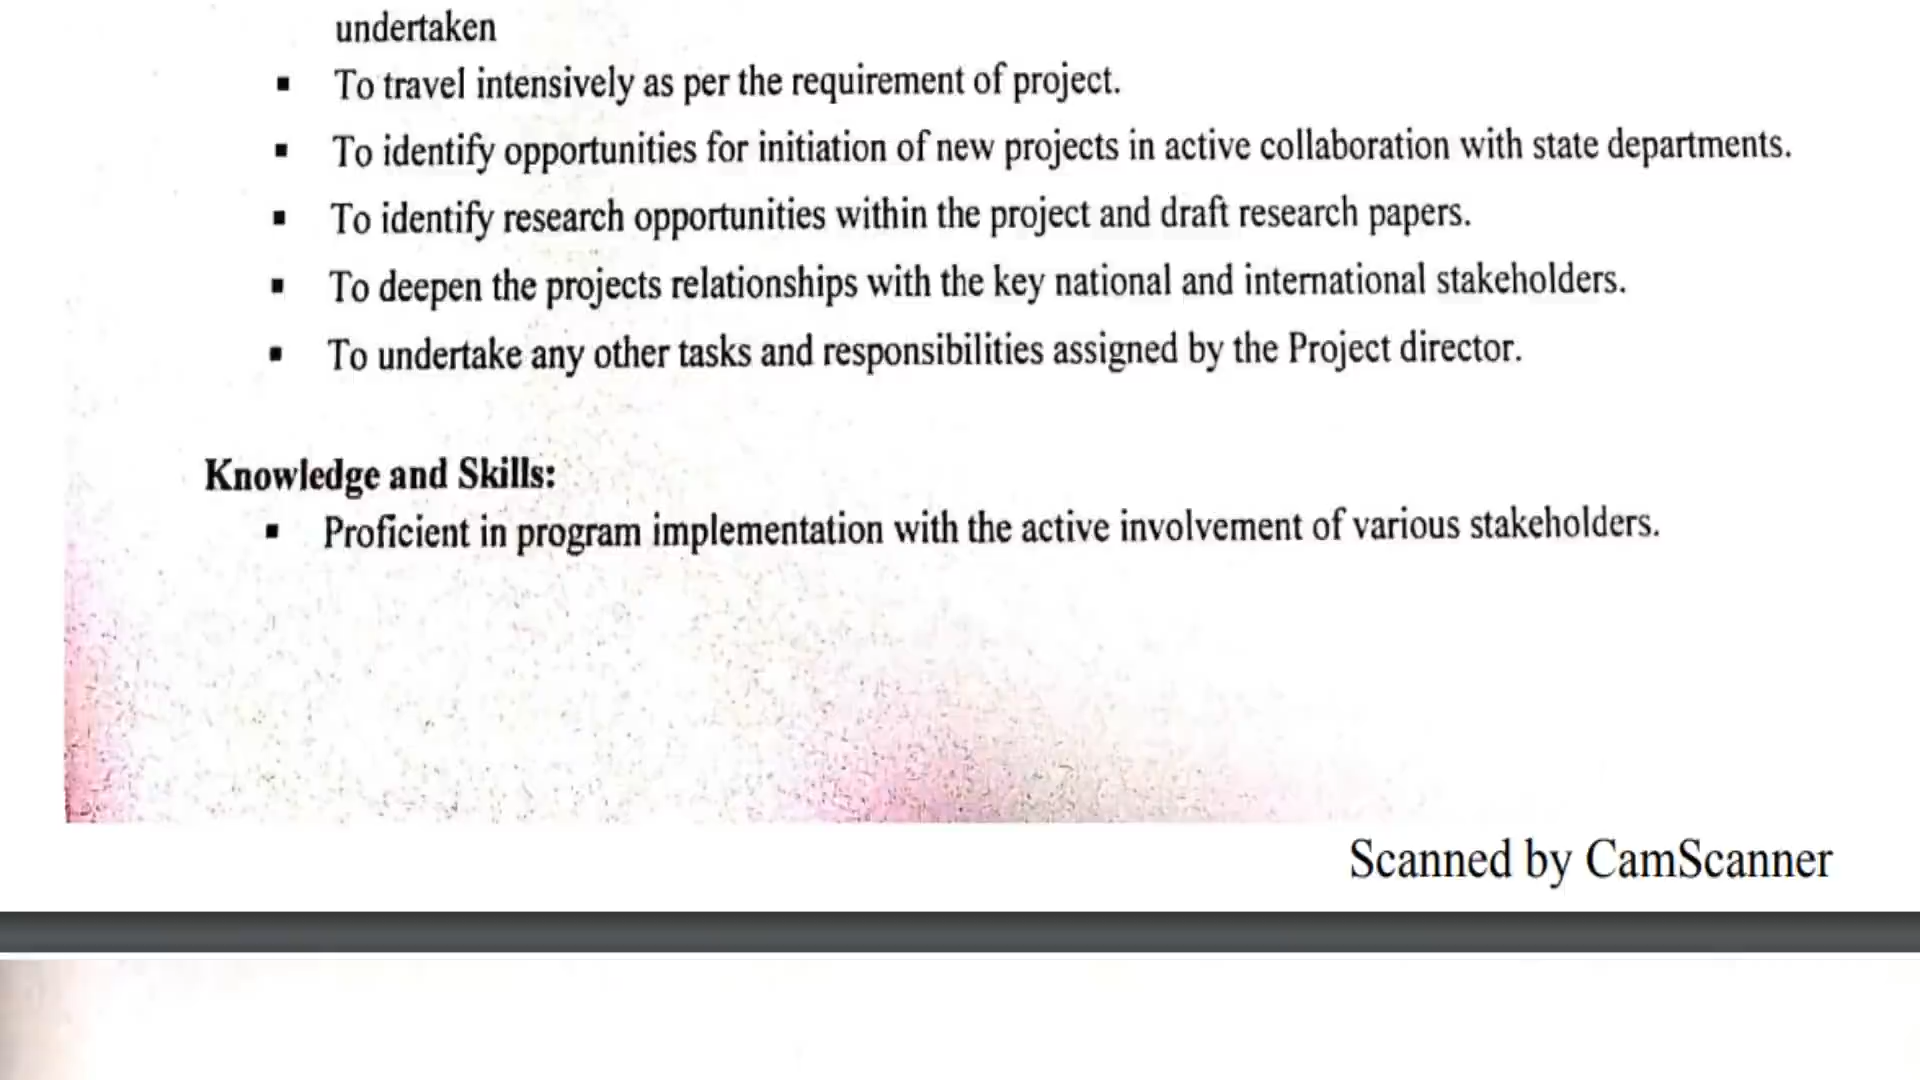 undertaken
▪ To travel intensively as per the requirement of project.
▪ To identify opportunities for initiation of new projects in active collaboration with state departments.
▪ To identify research opportunities within the project and draft research papers.
▪ To deepen the projects relationships with the key national and international stakeholders.
▪ To undertake any other tasks and responsibilities assigned by the Project director.
Knowledge and Skills:
▪ Proficient in program implementation with the active involvement of various stakeholders.
Scanned by CamScanner